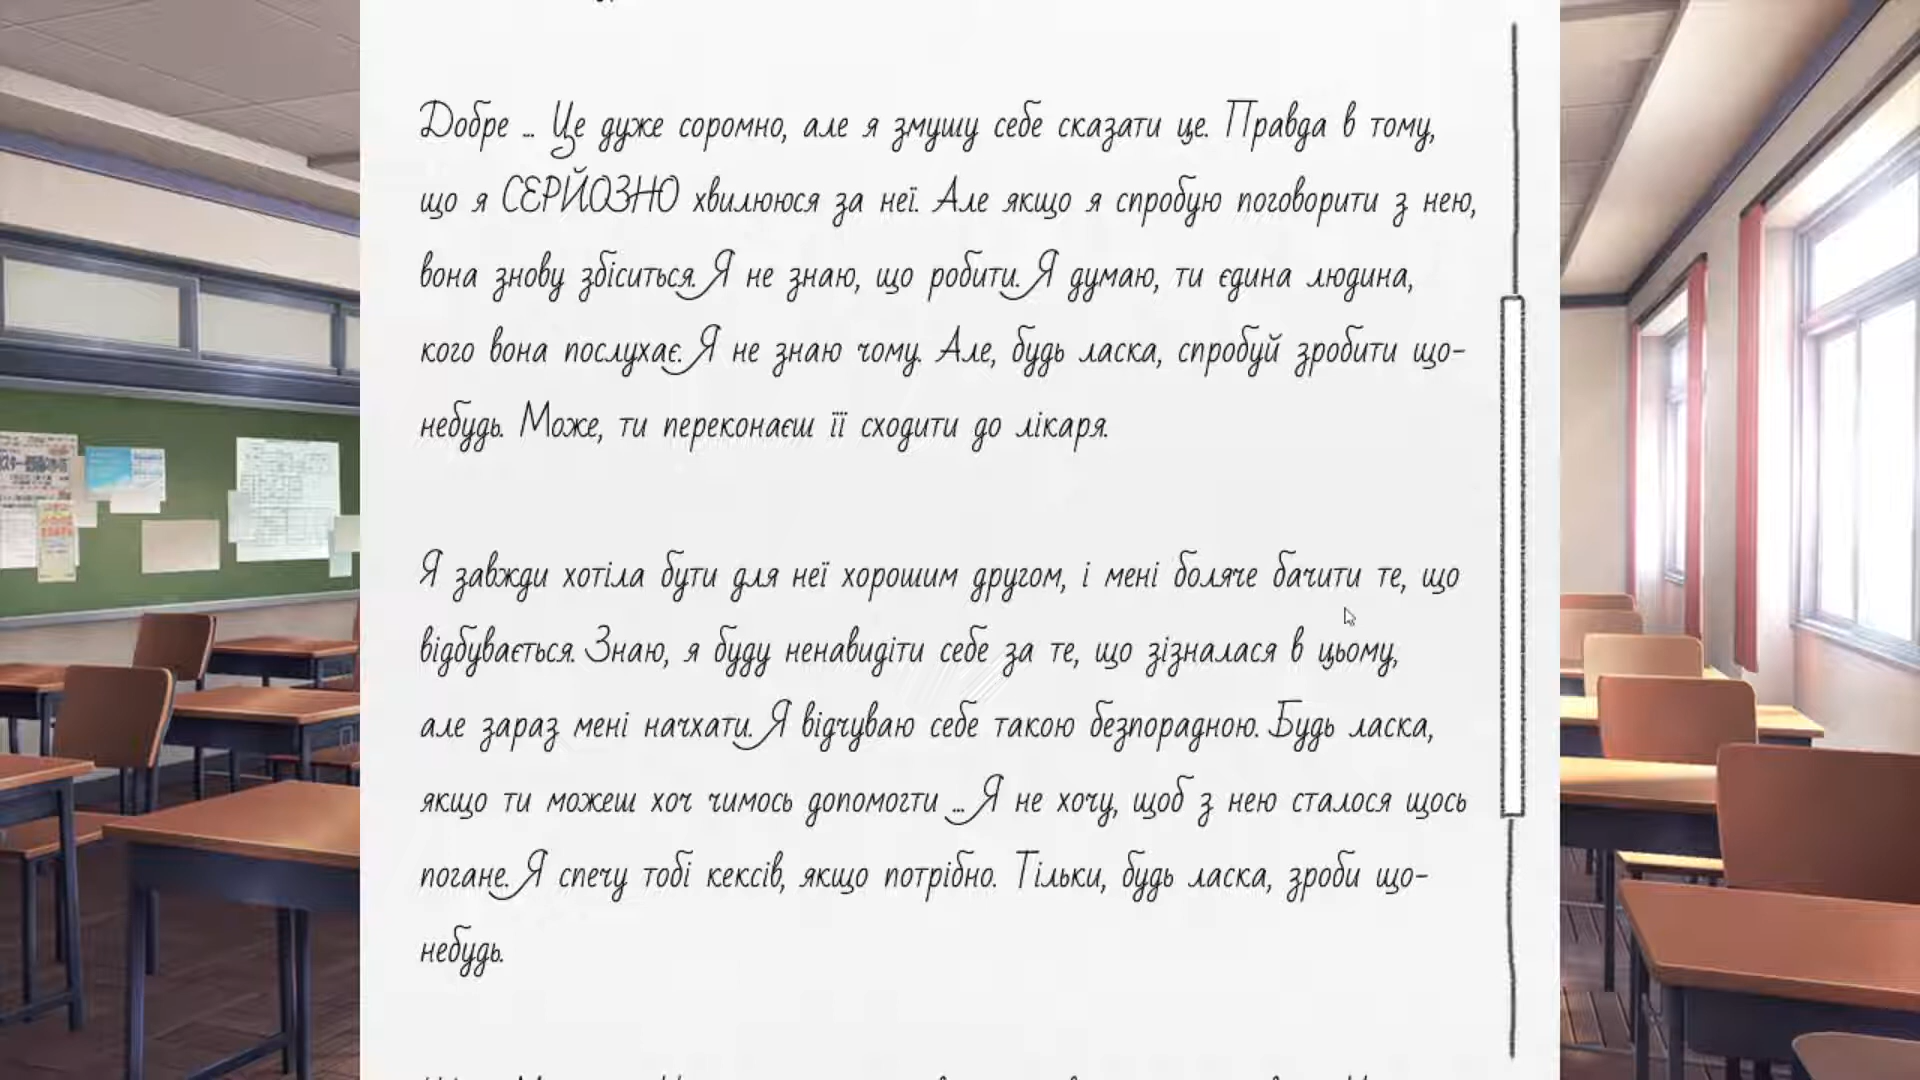 Добре ... Це дуже соромно, але я змушу себе сказати це. Правда в тому,
що я СЕРЙОЗНО хвилююся за неї. Але якщо я спробую поговорити з нею,
вона знову збіситься. Я не знаю, що робити. Я думаю, ти єдина людина,
кого вона послухає. Я не знаю чому. Але, будь ласка, спробуй зробити що-
небудь. Може, ти переконаєш її сходити до лікаря.
Я завжди хотіла бути для неї хорошим другом, і мені боляче бачити те, що
відбувається. Знаю, я буду ненавидіти себе за те, що зізналася в цьому,
але зараз мені начхати. Я відчуваю себе такою безпорадною. Будь ласка,
якщо ти можеш хоч чимось допомогти ... Я не хочу, щоб з нею сталося щось
погане. Я спечу тобі кексів, якщо потрібно. Тільки, будь ласка, зроби що-
небудь.